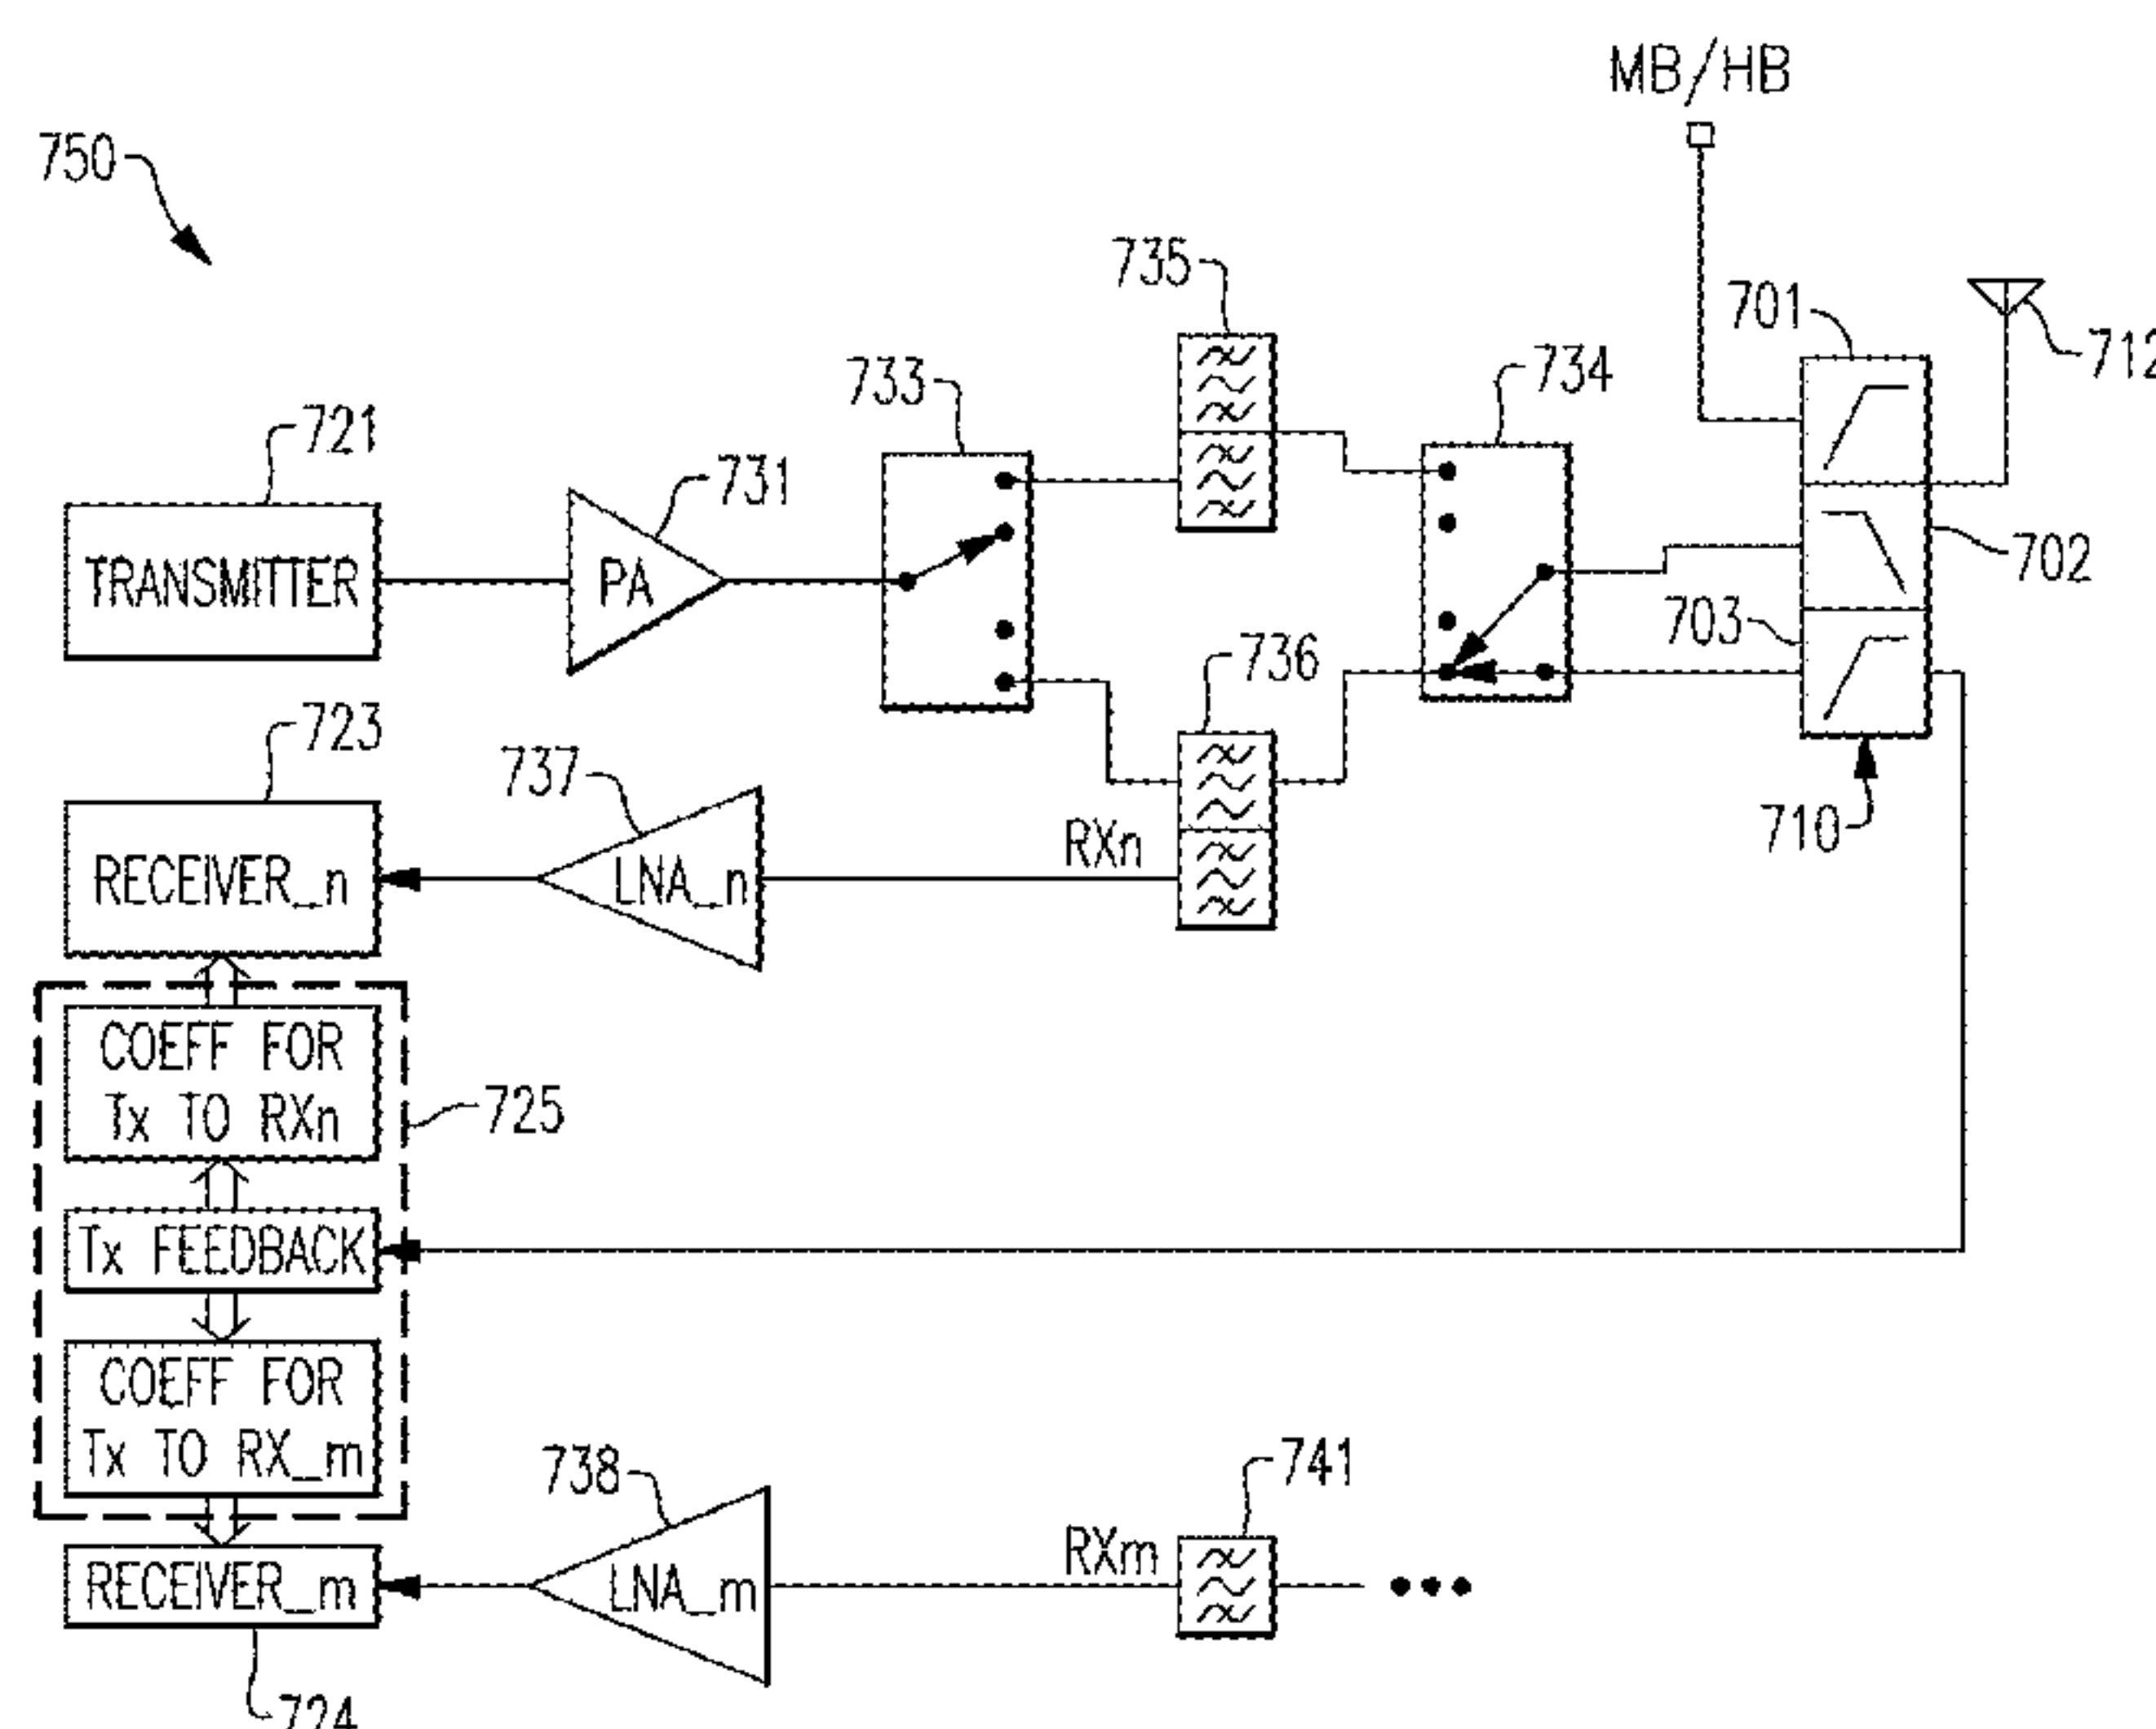 MB/HB
750
735
701
712
733
734
721
731
TRANSMITTER
PA
702
703
736
723
737
710
RXn
RECEIVER_n
LNA_n
COEFF FOR
Tx TO RXn
725
Tx FEEDBACK
COEFF FOR
Tx TO RX_m
738
741
RXm
RECEIVER_m
LNA_m
724